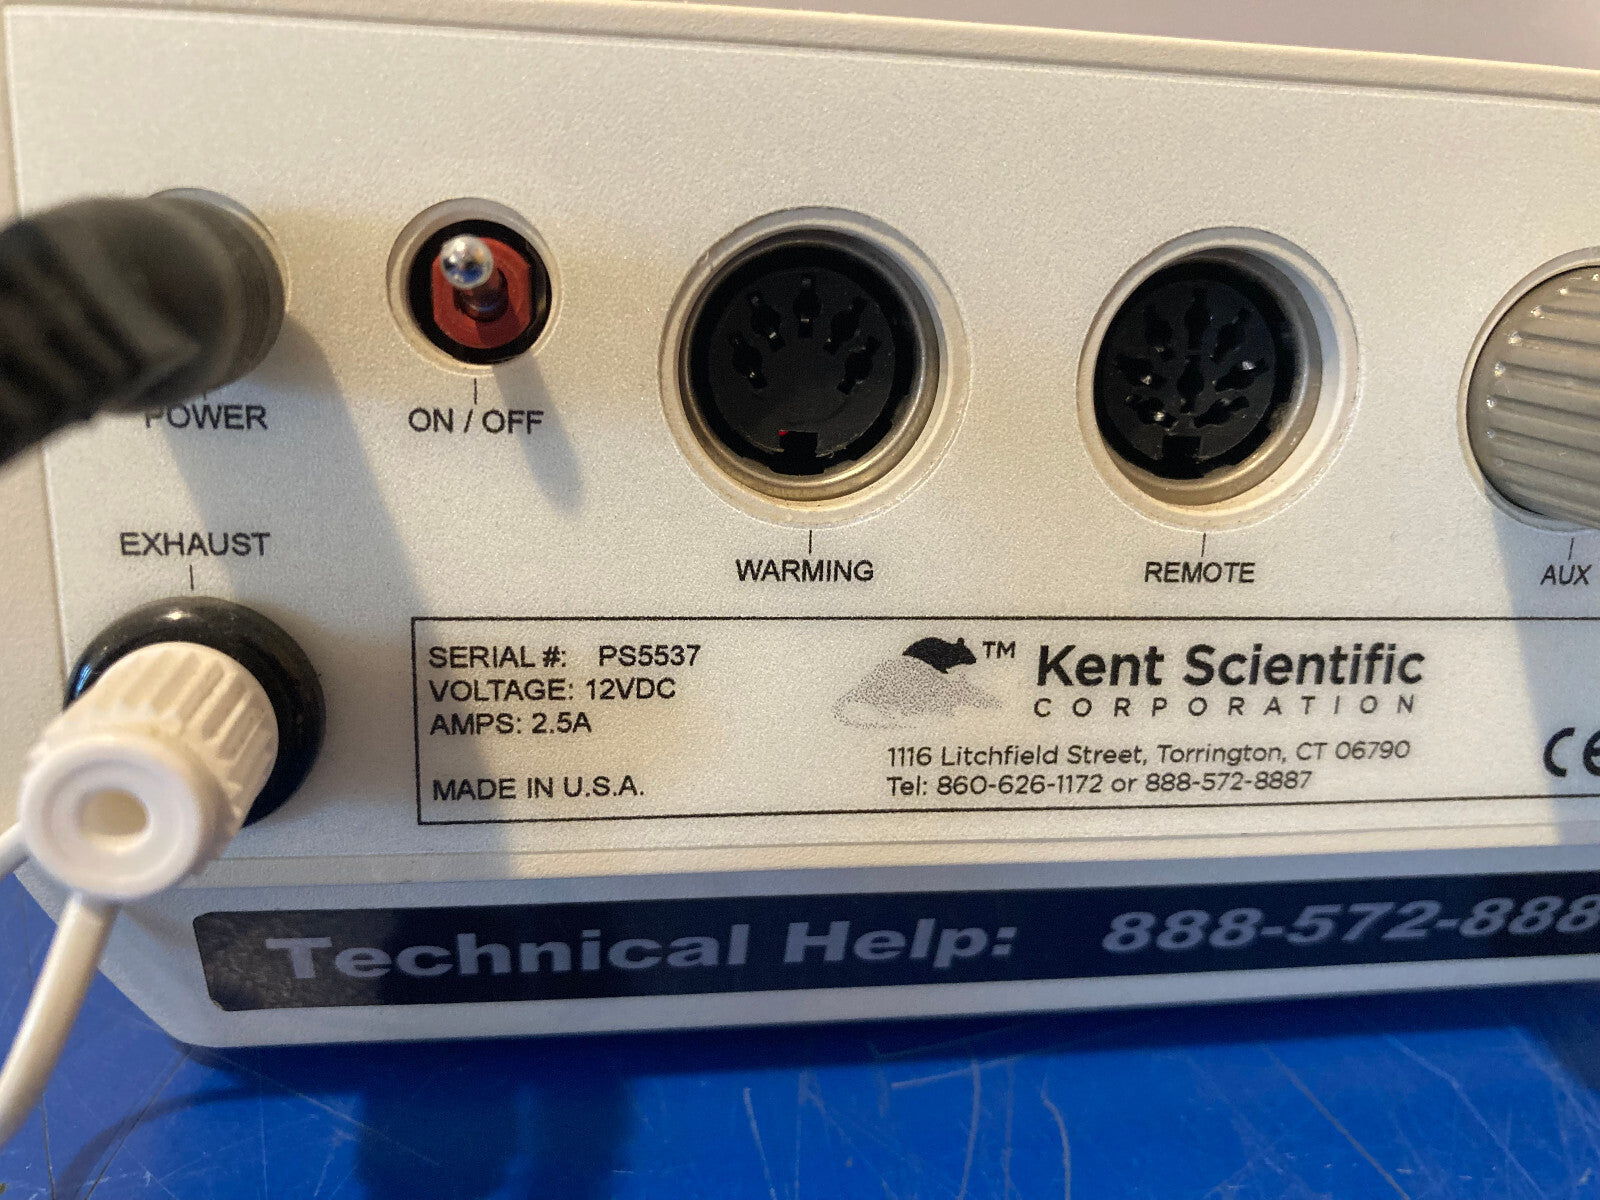 POWER
ON / OFF
WARMING
REMOTE
AUX
EXHAUST
SERIAL #: PS5537
VOLTAGE: 12VDC
AMPS: 2.5A
MADE IN U.S.A.
™ Kent Scientific
CORPORATION
1116 Litchfield Street, Torrington, CT 06790
Tel: 860-626-1172 or 888-572-8887
CE
Technical Help: 888-572-888